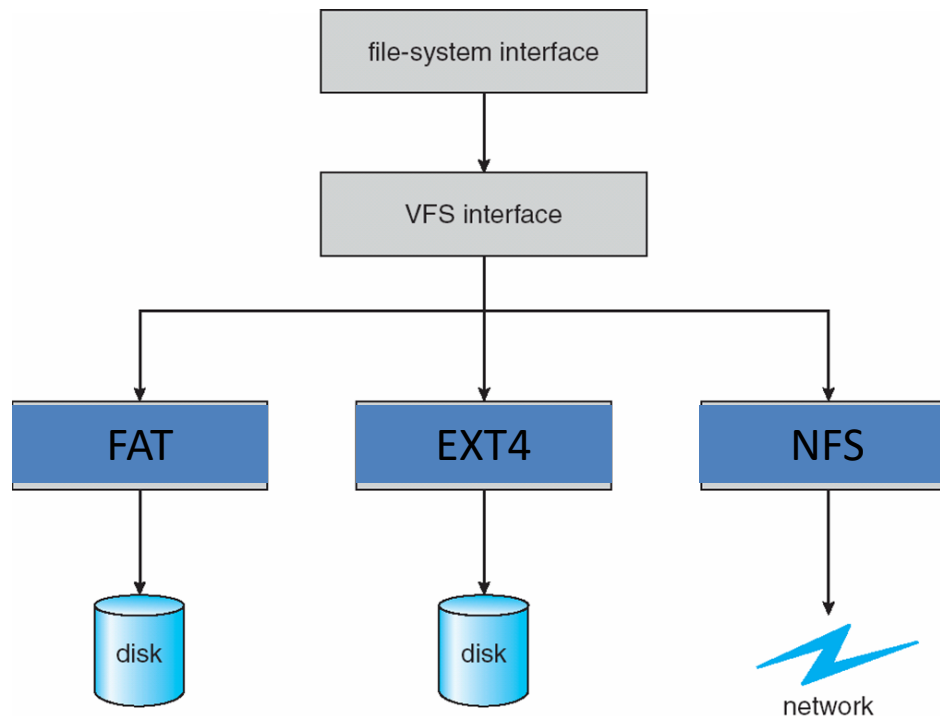 file-system interface
VFS interface
FAT
EXT4
NFS
disk
disk
network